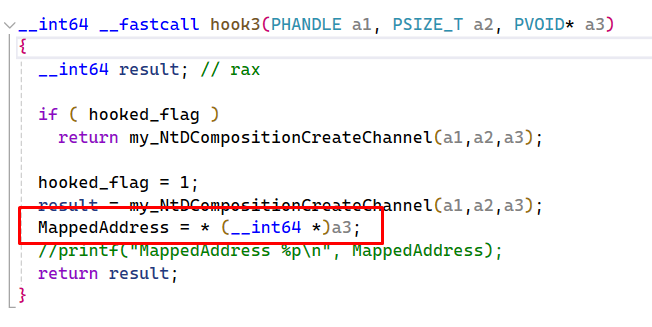 __int64 __fastcall hook3(PHANDLE a1, PSIZE_T a2, PVOID* a3)
{
__int64 result; // rax
if ( hooked_flag )
return my_NtDCompositionCreateChannel(a1,a2,a3);
hooked_flag = 1;
result = my_NtDCompositionCreateChannel(a1,a2,a3);
MappedAddress = * (__int64 *)a3;
//printf("MappedAddress %p\n", MappedAddress);
return result;
}